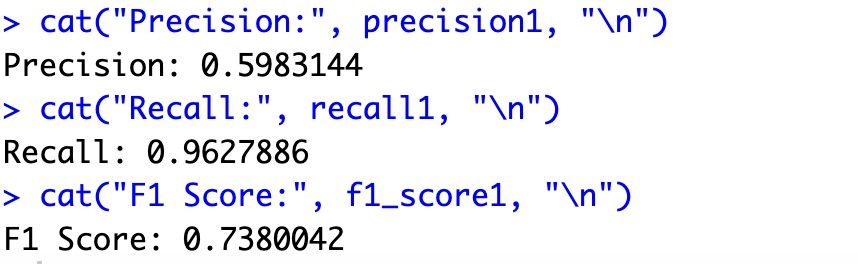 > cat("Precision:", precision1, "\n")
Precision: 0.5983144
> cat("Recall:", recall1, "\n")
Recall: 0.9627886
> cat("F1 Score:", f1_score1, "\n")
F1 Score: 0.7380042